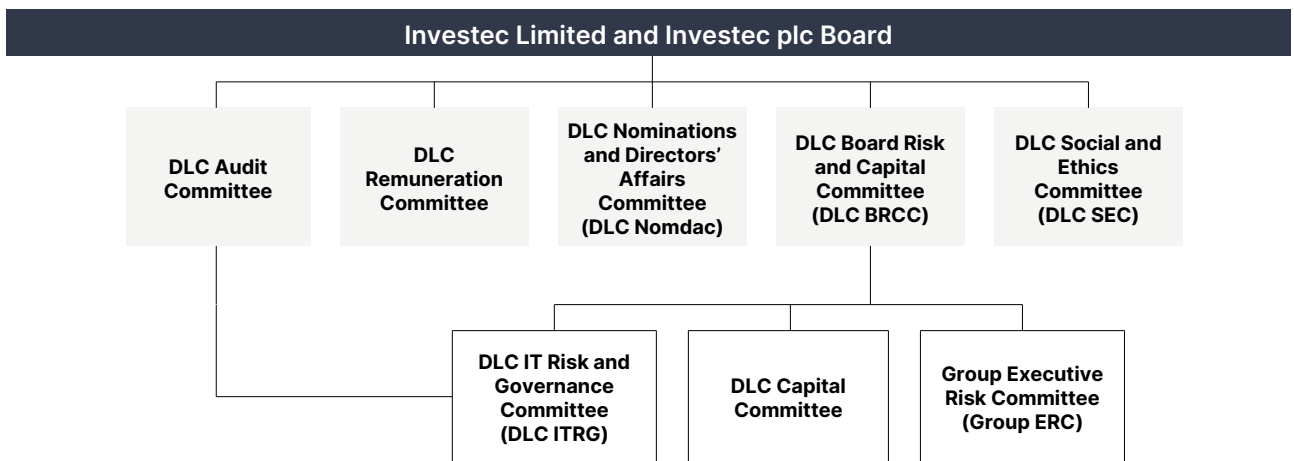 Investec Limited and Investec plc Board
DLC Audit
Committee
DLC
Remuneration
Committee
DLC Nominations
and Directors’
Affairs
Committee
(DLC Nomdac)
DLC Board Risk
and Capital
Committee
(DLC BRCC)
DLC Social and
Ethics
Committee
(DLC SEC)
DLC IT Risk and
Governance
Committee
(DLC ITRG)
DLC Capital
Committee
Group Executive
Risk Committee
(Group ERC)